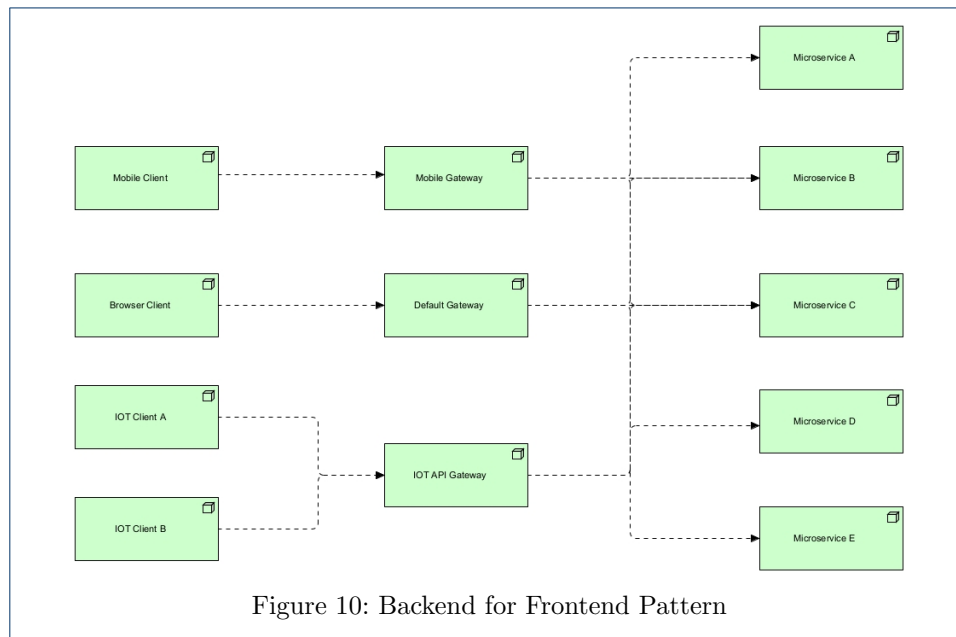 Microservice A
Mobile Client
Mobile Gateway
Microservice B
Browser Client
Default Gateway
Microservice C
IOT Client A
Microservice D
IOT API Gateway
IOT Client B
Microservice E
Figure 10: Backend for Frontend Pattern